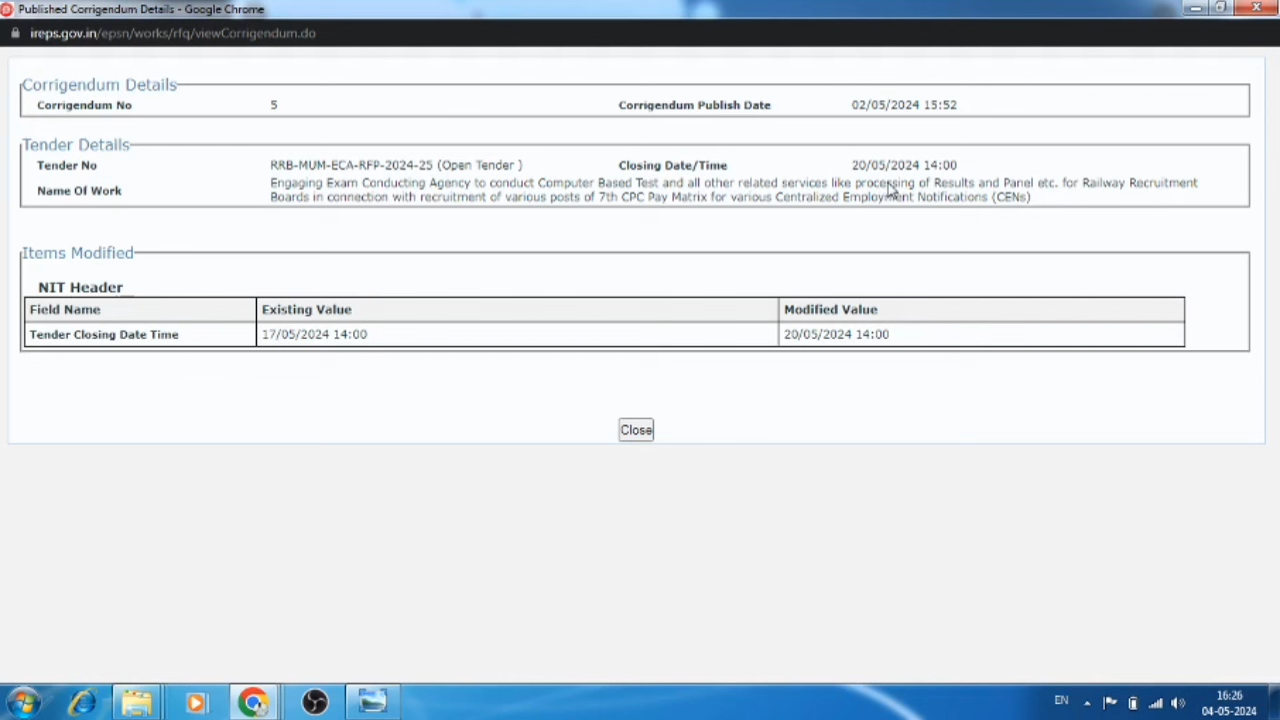 Published Corrigendum Details - Google Chrome
ireps.gov.in/epsn/works/rfq/viewCorrigendum.do
Corrigendum Details
Corrigendum No 5 Corrigendum Publish Date 02/05/2024 15:52
Tender Details
Tender No RRB-MUM-ECA-RFP-2024-25 (Open Tender ) Closing Date/Time 20/05/2024 14:00
Name Of Work Engaging Exam Conducting Agency to conduct Computer Based Test and all other related services like processing of Results and Panel etc. for Railway Recruitment
Boards in connection with recruitment of various posts of 7th CPC Pay Matrix for various Centralized Employment Notifications (CENs)
Items Modified
NIT Header
Field Name Existing Value Modified Value
Tender Closing Date Time 17/05/2024 14:00 20/05/2024 14:00
Close
EN 16:26
04-05-2024